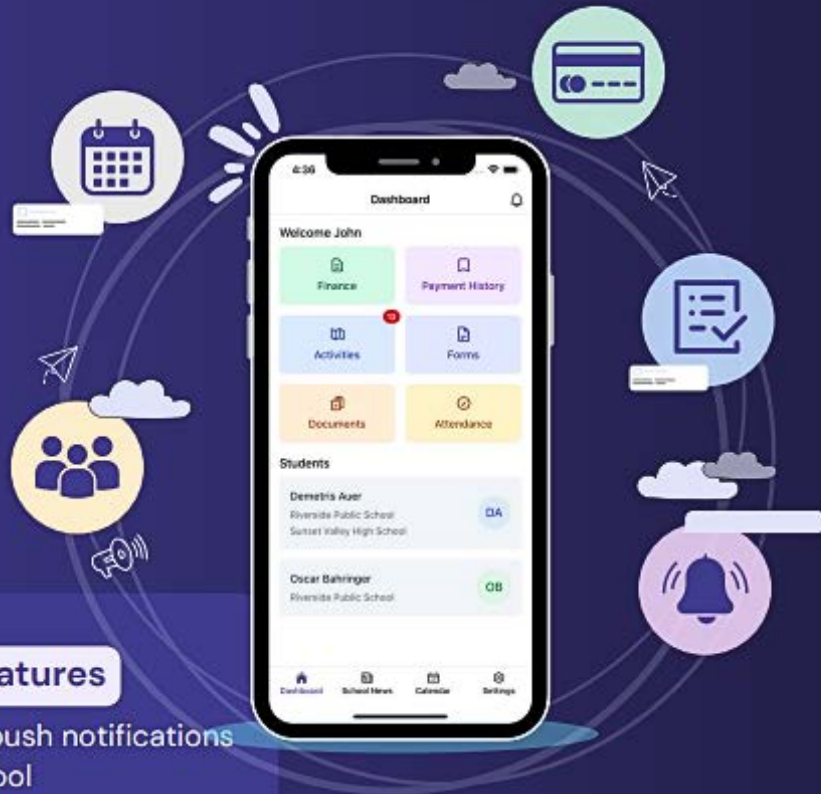 4:36
Dashboard
Welcome John
Finance
Payment History
13
Activities
Forms
Documents
Attendance
Students
Demetris Auer
Riverside Public School
Sunset Valley High School
DA
Oscar Bahringer
Riverside Public School
OB
Dashboard
School News
Calendar
Settings
atures
push notifications
ool